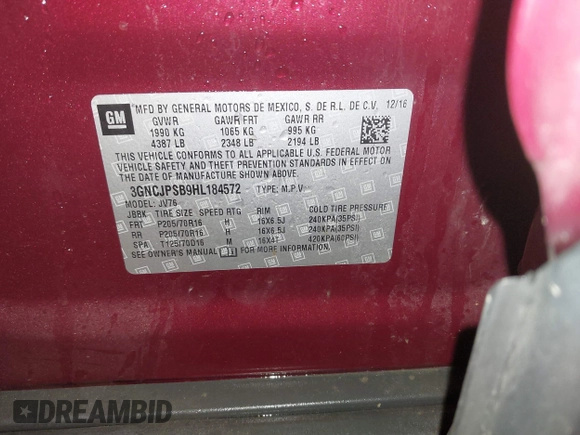 GM
MFD BY GENERAL MOTORS DE MEXICO, S. DE R.L. DE C.V. 12/16
GVWR GAWR FRT GAWR RR
1990 KG 1065 KG 995 KG
4387 LB 2348 LB 2194 LB
THIS VEHICLE CONFORMS TO ALL APPLICABLE U.S. FEDERAL MOTOR
VEHICLE SAFETY, BUMPER, AND THEFT PREVENTION STANDARDS IN EFFECT
ON THE DATE OF MANUFACTURE SHOWN ABOVE.
3GNCJPSB9HL184572 TYPE: M.P.V.
MODEL: JV76
JBBK TIRE SIZE SPEED RTG RIM COLD TIRE PRESSURE
FRT P205/70R16 H 16X6.5J 240KPA(35PSI)
RR P205/70R16 H 16X6.5J 240KPA(35PSI)
SPA T125/70D16 M 16X4T 420KPA(60PSI)
SEE OWNER'S MANUAL FOR MORE INFORMATION.
DREAMBID